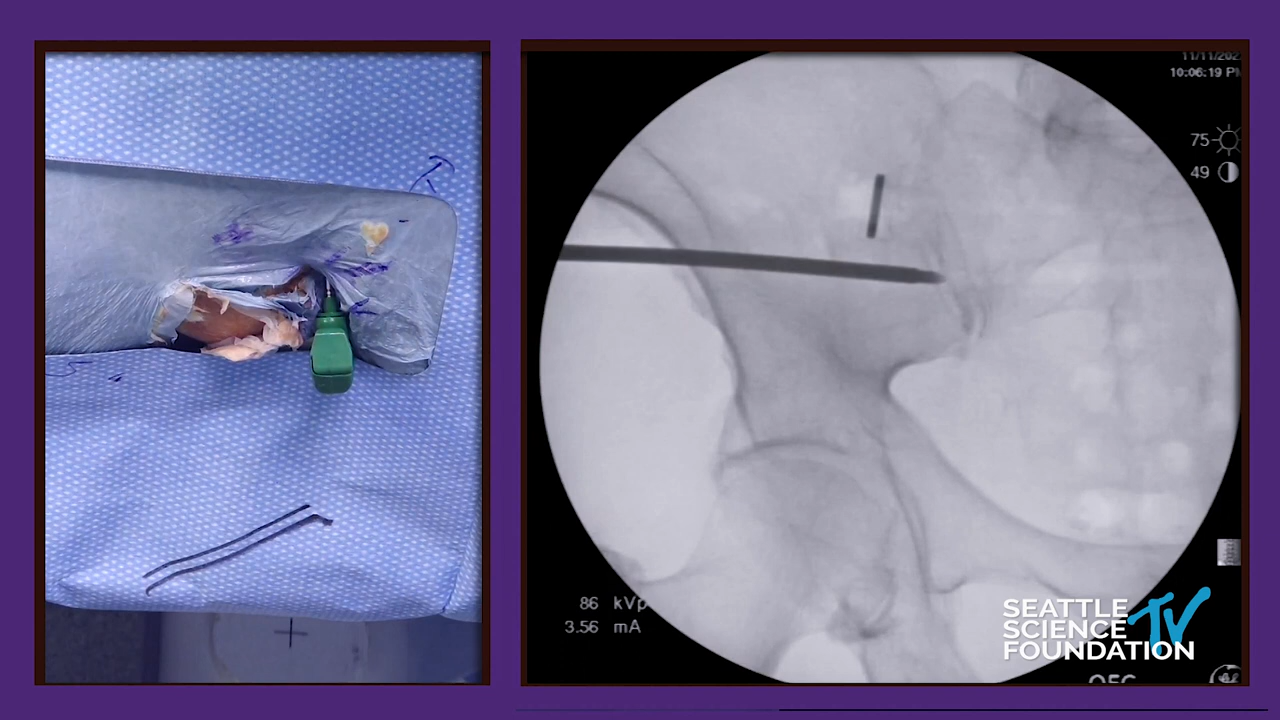 10:06:19 PM
75
49
86 kVp
3.56 mA
SEATTLE TV
SCIENCE
FOUNDATION